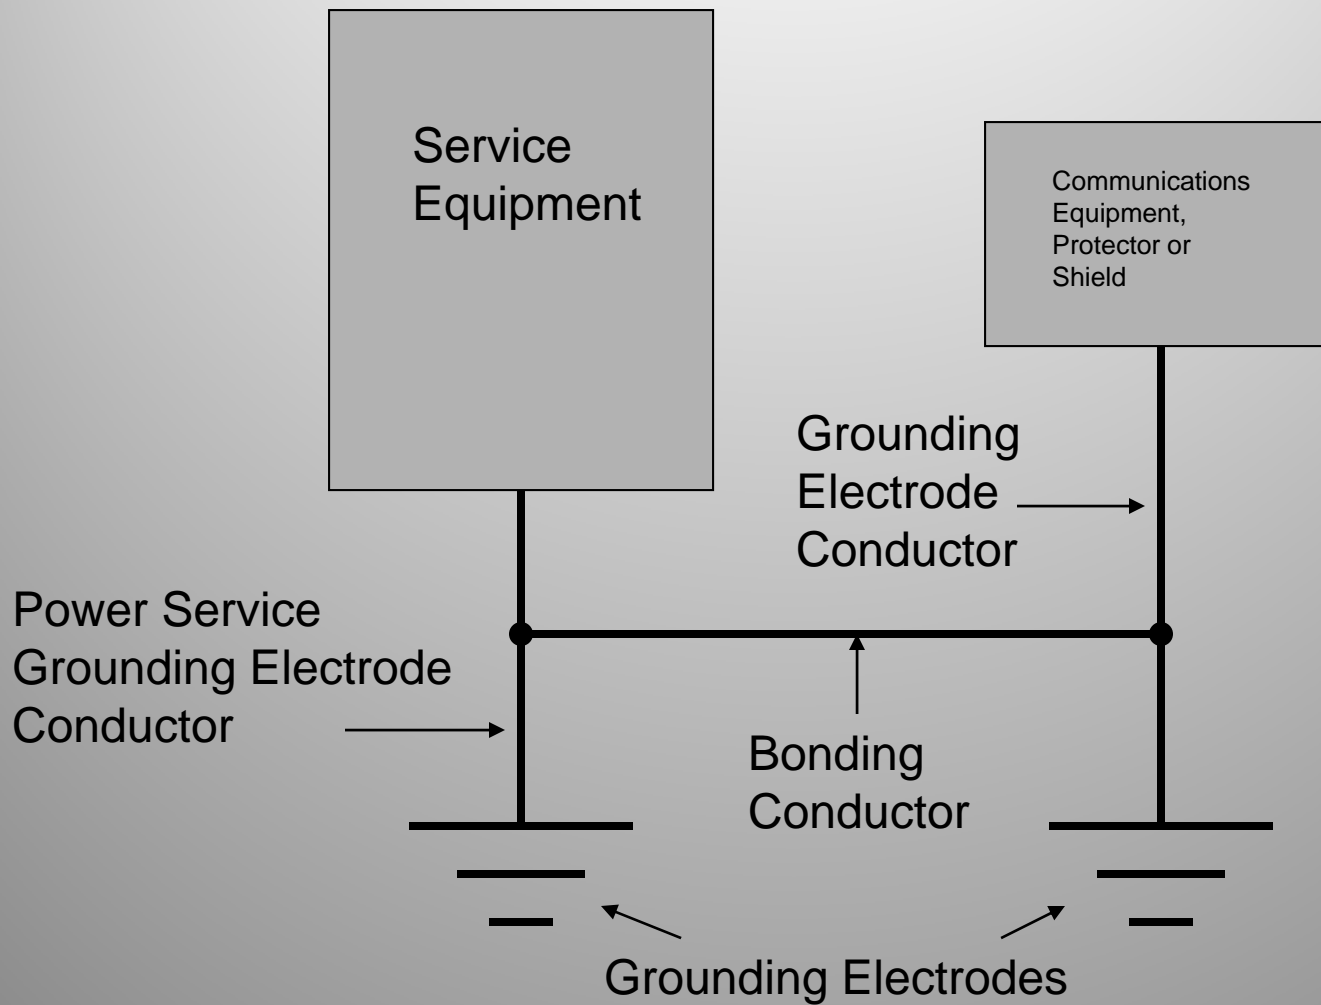 Service
Equipment
Communications
Equipment,
Protector or
Shield
Grounding
Electrode
Conductor
Power Service
Grounding Electrode
Conductor
Bonding
Conductor
Grounding Electrodes